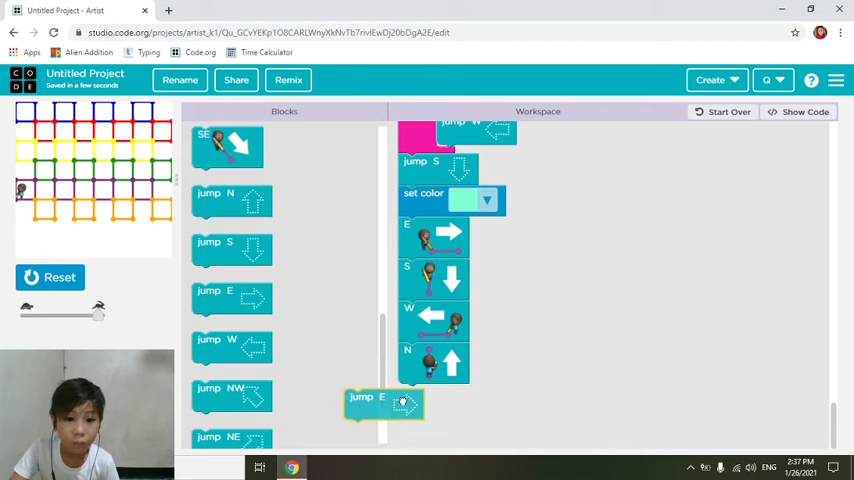 Untitled Project - Artist
studio.code.org/projects/artist_k1/Qu_GCvYEKp1O8CARLWnyXkNvTb7rivlEwDj20bDgA2E/edit
Apps Alien Addition Typing Code.org Time Calculator
CODE
Untitled Project
Saved in a few seconds
Rename Share Remix Create Q ?
Blocks Workspace Start Over Show Code
SE
jump N
jump S
jump E
jump W
jump NW
jump NE
jump W
jump S
set color
E
S
W
N
jump E
Reset
ENG
2:37 PM
1/26/2021